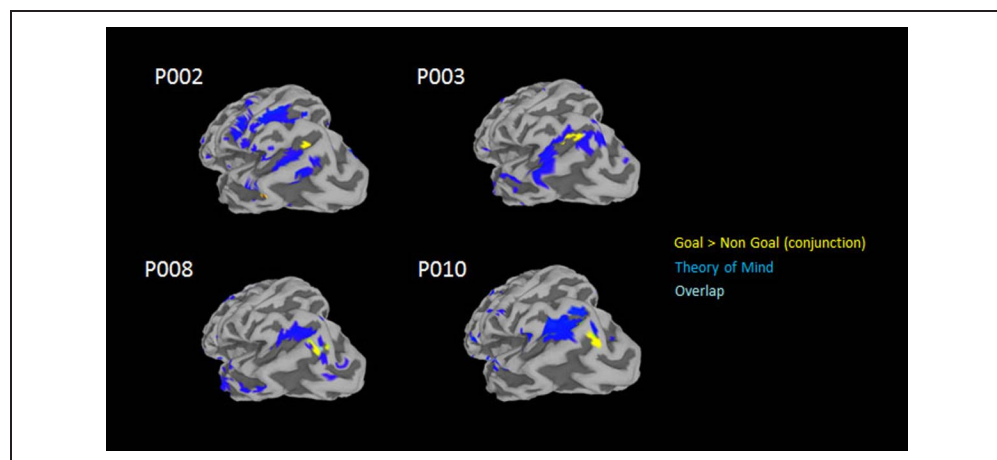 P002
P003
P008
P010
Goal > Non Goal (conjunction)
Theory of Mind
Overlap